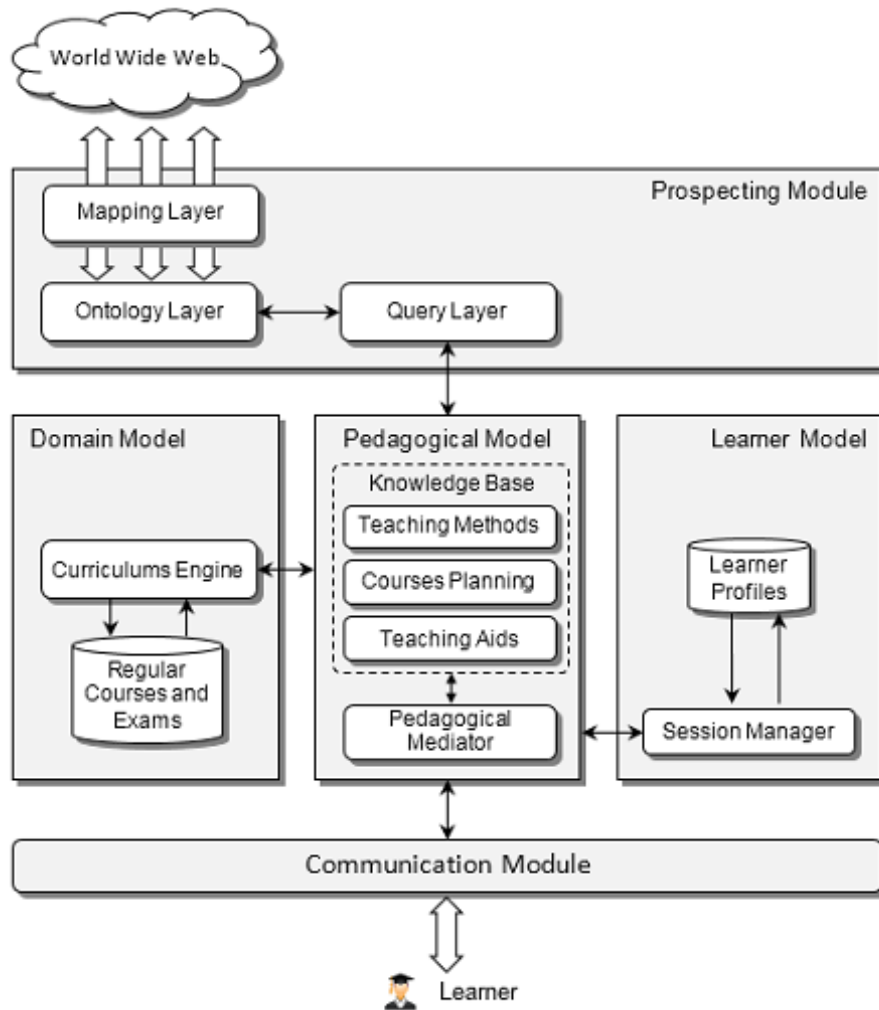 World Wide Web
Prospecting Module
Mapping Layer
Ontology Layer
Query Layer
Domain Model
Curriculums Engine
Regular
Courses and
Exams
Pedagogical Model
Knowledge Base
Teaching Methods
Courses Planning
Teaching Aids
Pedagogical
Mediator
Learner Model
Learner
Profiles
Session Manager
Communication Module
Learner